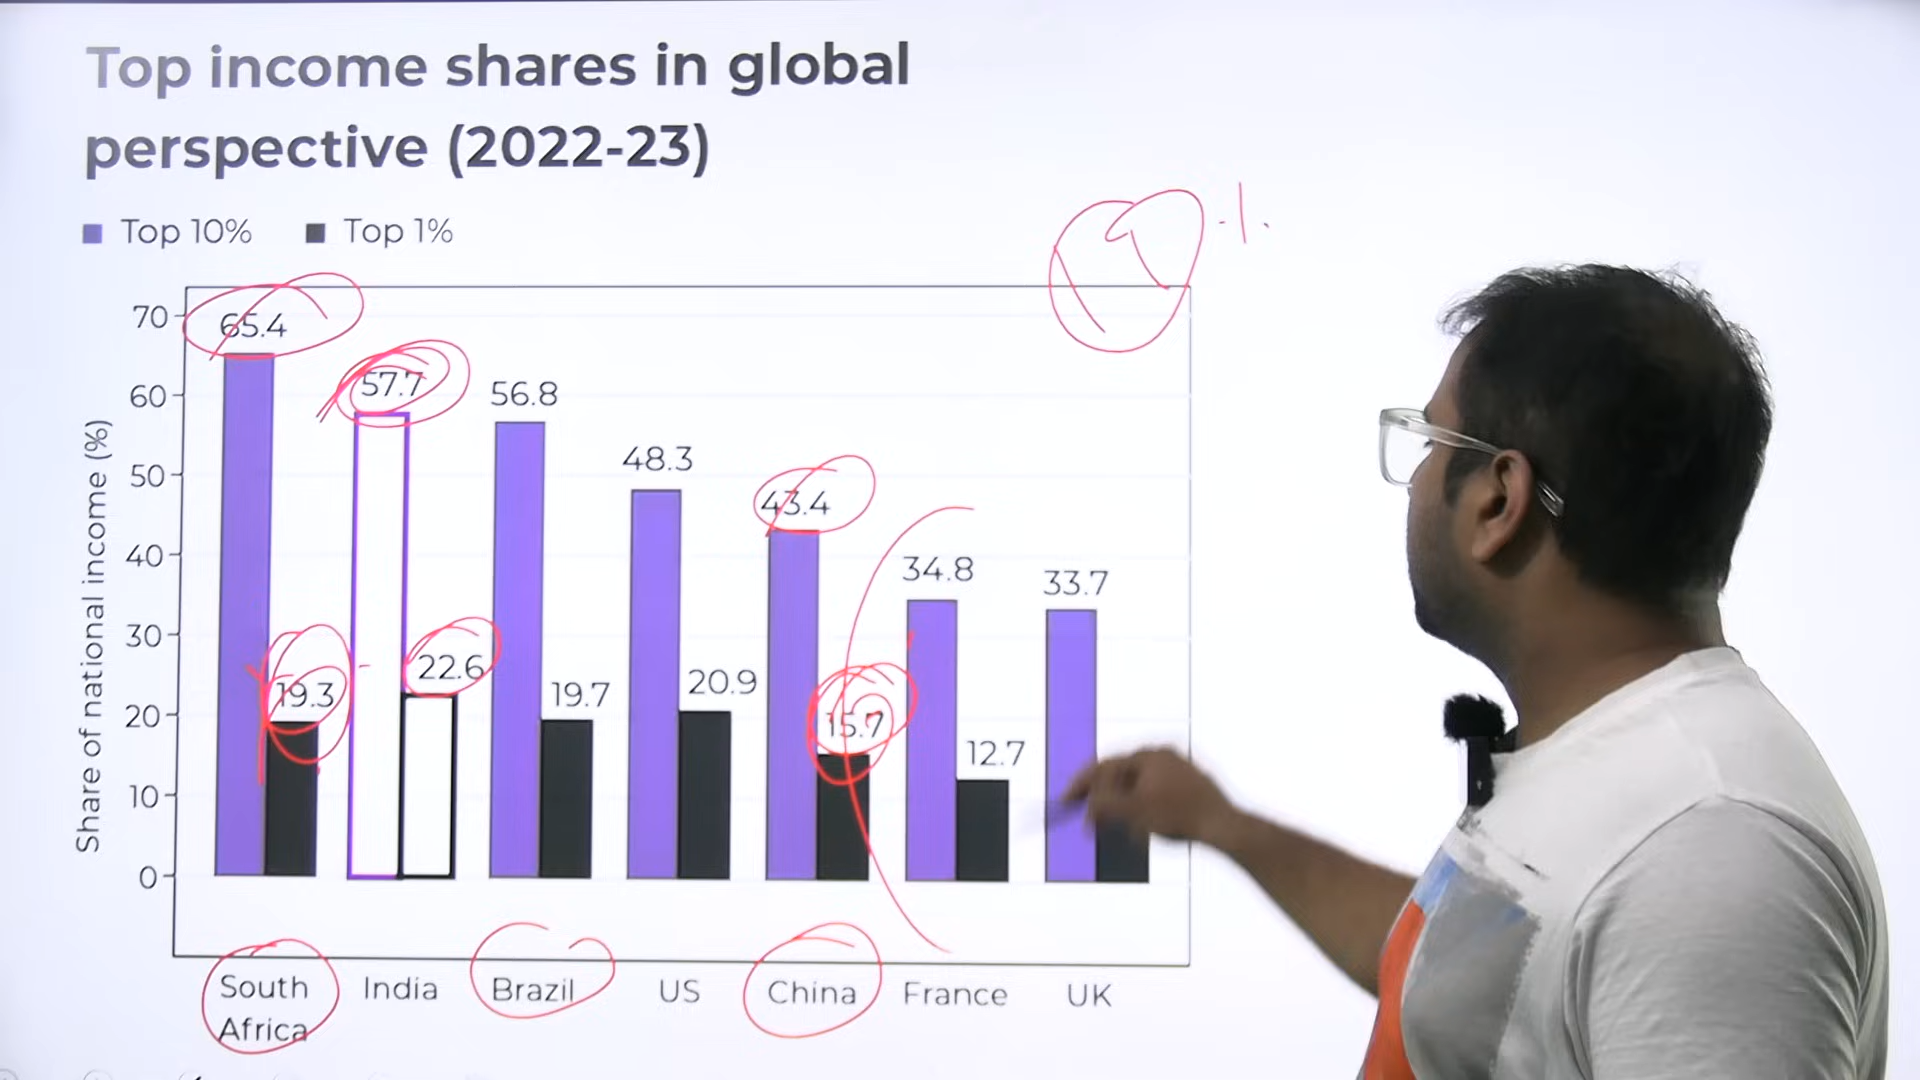 Top income shares in global
perspective (2022-23)
Top 10% Top 1%
Share of national income (%)
70
60
50
40
30
20
10
0
65.4
19.3
57.7
22.6
56.8
19.7
48.3
20.9
43.4
15.7
34.8
12.7
33.7
South
Africa
India
Brazil
US
China
France
UK